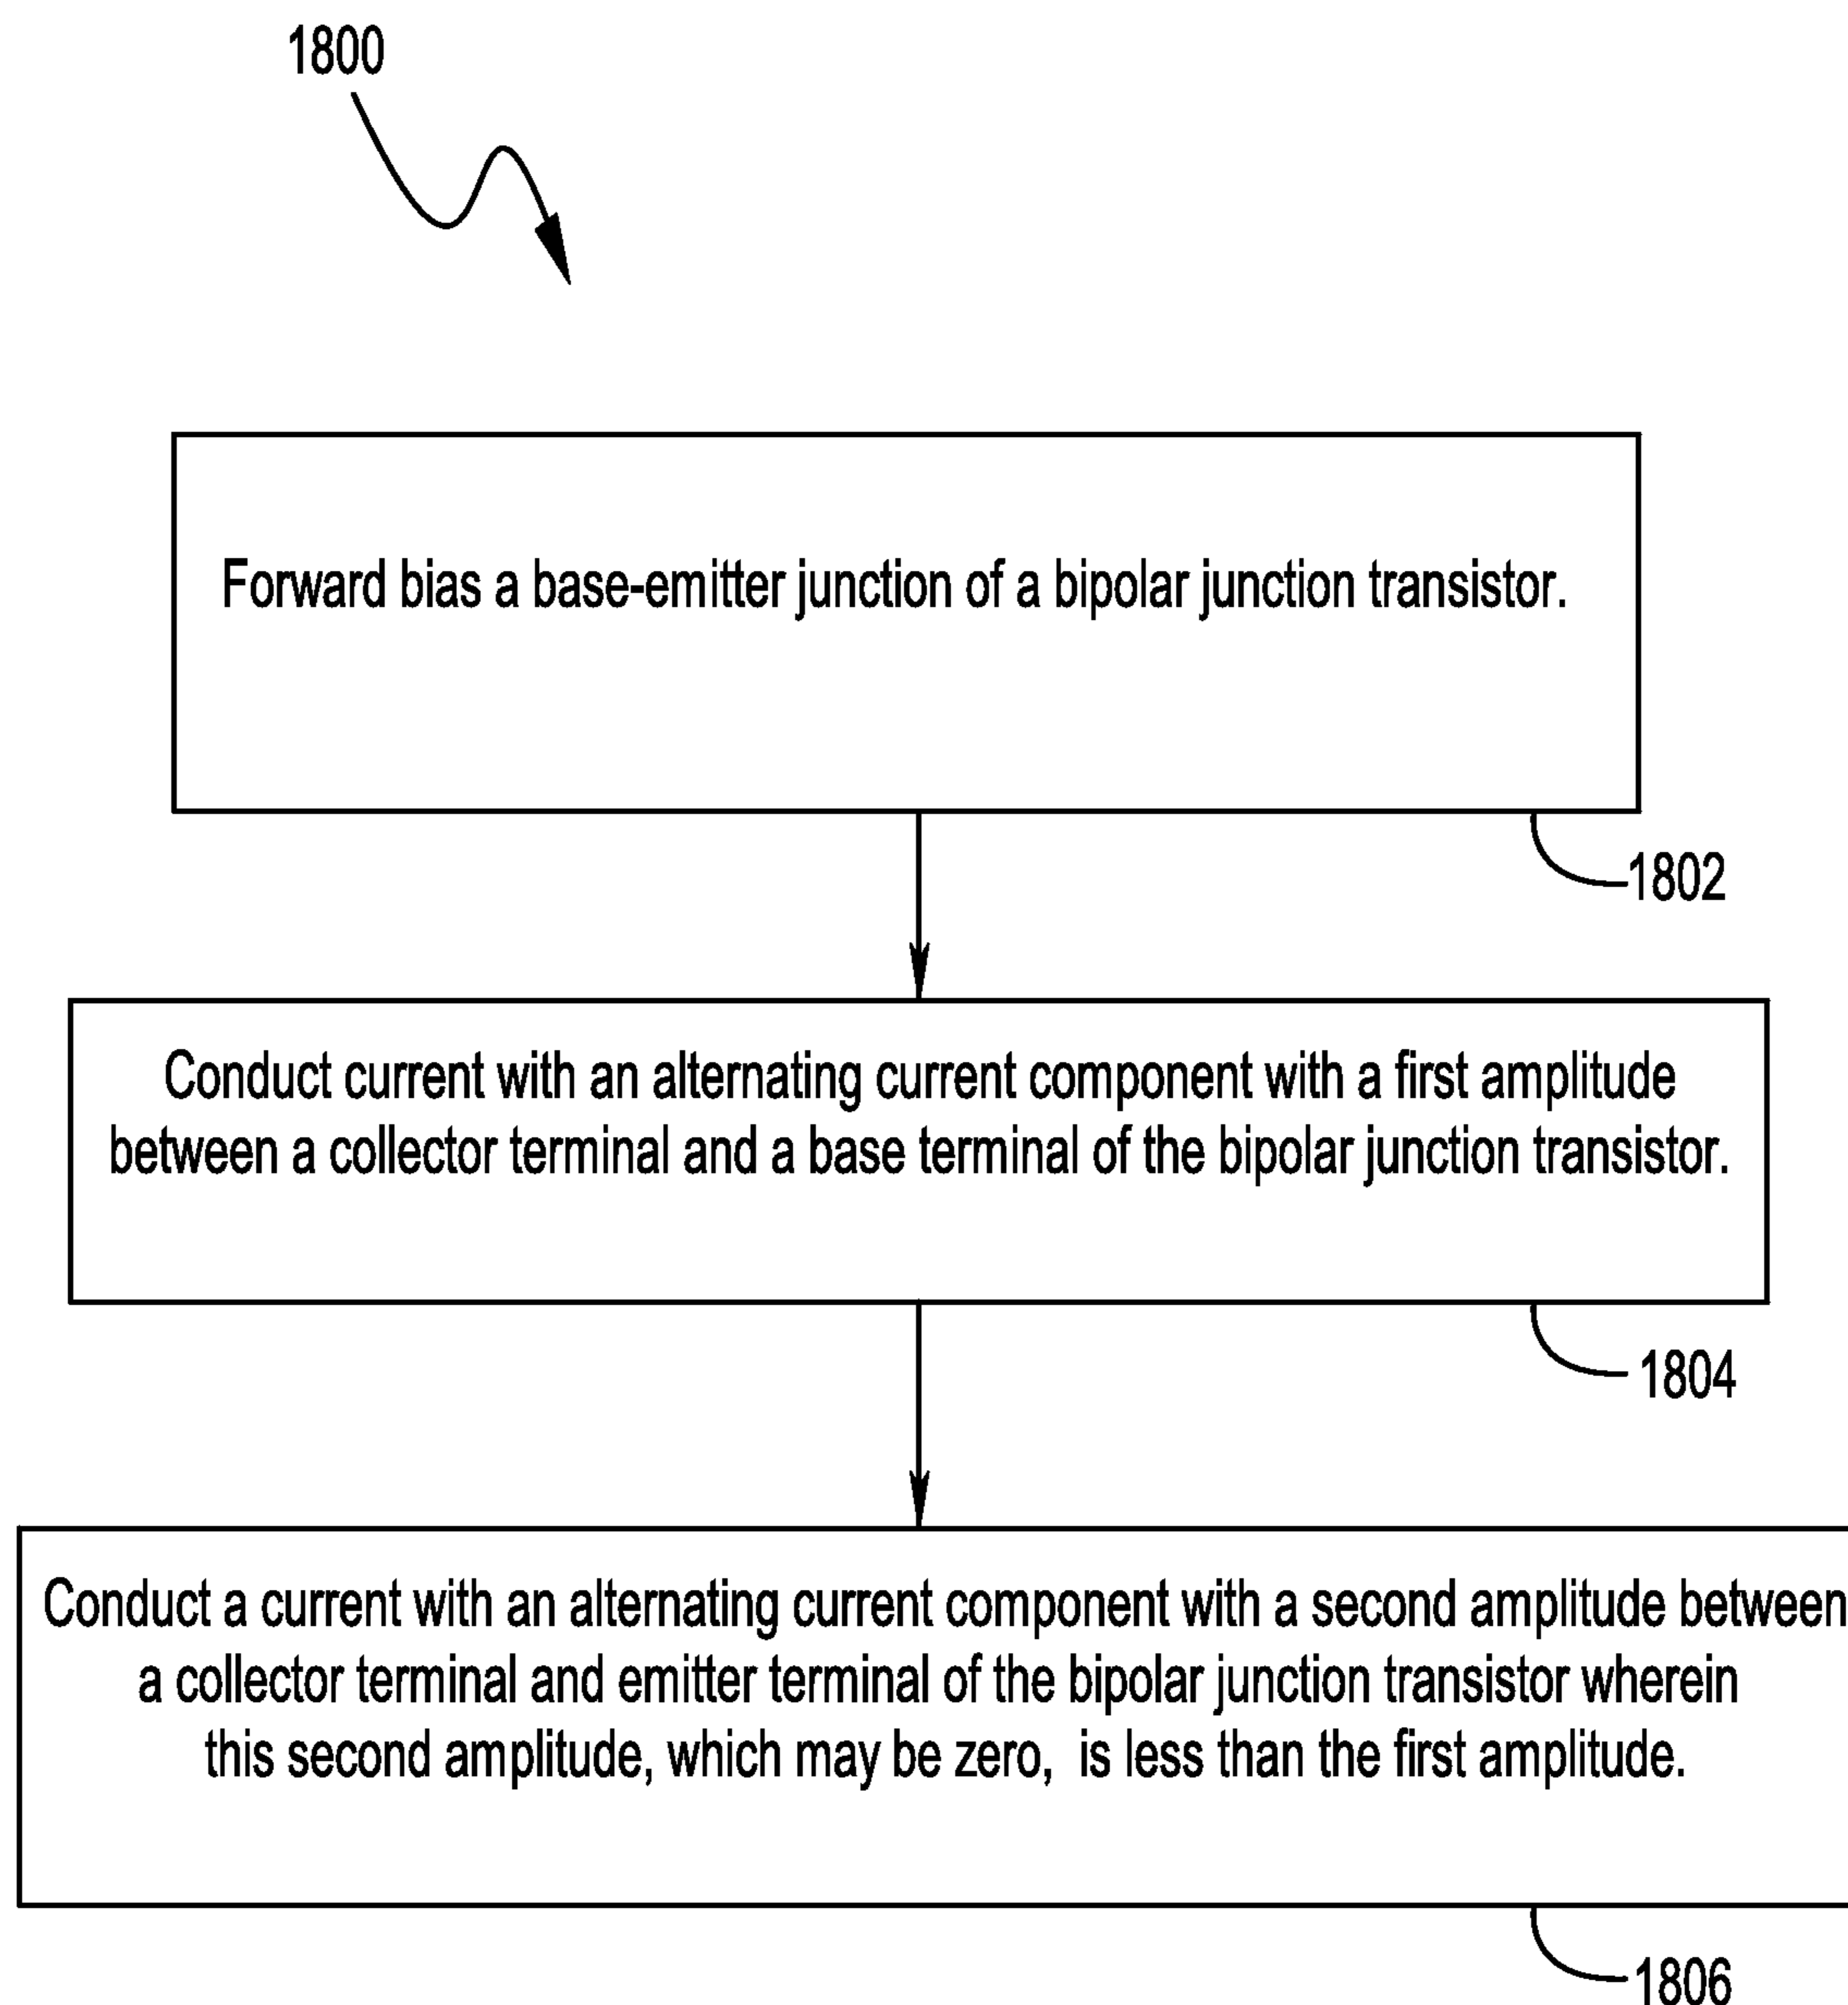 1800
Forward bias a base-emitter junction of a bipolar junction transistor.
1802
Conduct current with an alternating current component with a first amplitude
between a collector terminal and a base terminal of the bipolar junction transistor.
1804
Conduct a current with an alternating current component with a second amplitude between
a collector terminal and emitter terminal of the bipolar junction transistor wherein
this second amplitude, which may be zero, is less than the first amplitude.
1806